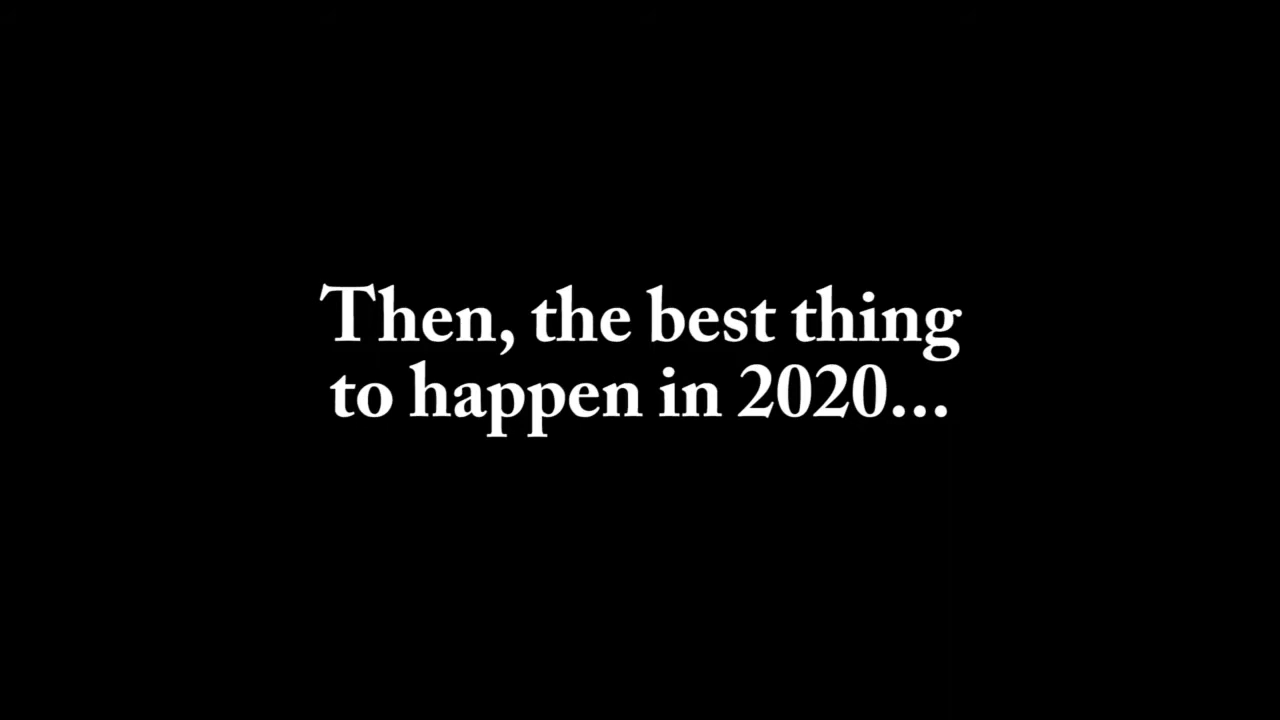 Then, the best thing
to happen in 2020...